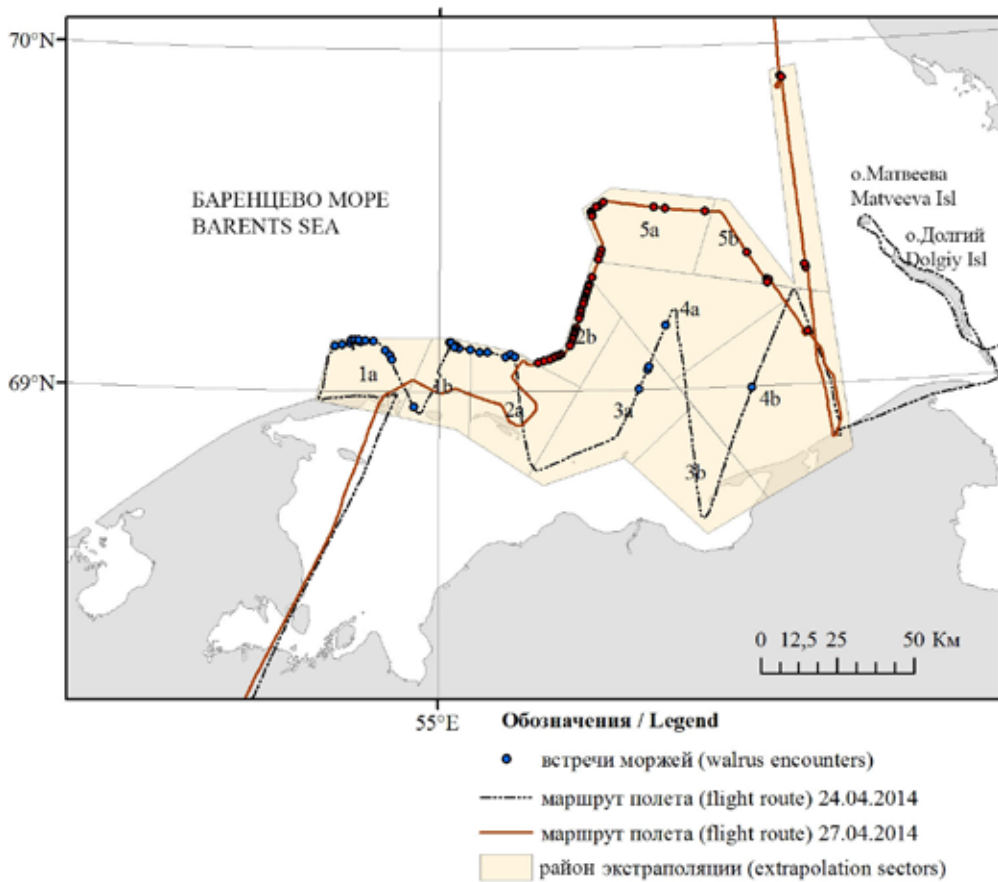 70°N
о.Матвеева
Matveeva Isl
БАРЕНЦЕВО МОРЕ
BARENTS SEA
5a
5b
о.Долгий
Dolgiy Isl
4a
2b
69°N
1a
1b
2a
3a
4b
3b
0 12,5 25 50 Км
55°E
Обозначения / Legend
встречи моржей (walrus encounters)
маршрут полета (flight route) 24.04.2014
маршрут полета (flight route) 27.04.2014
район экстраполяции (extrapolation sectors)